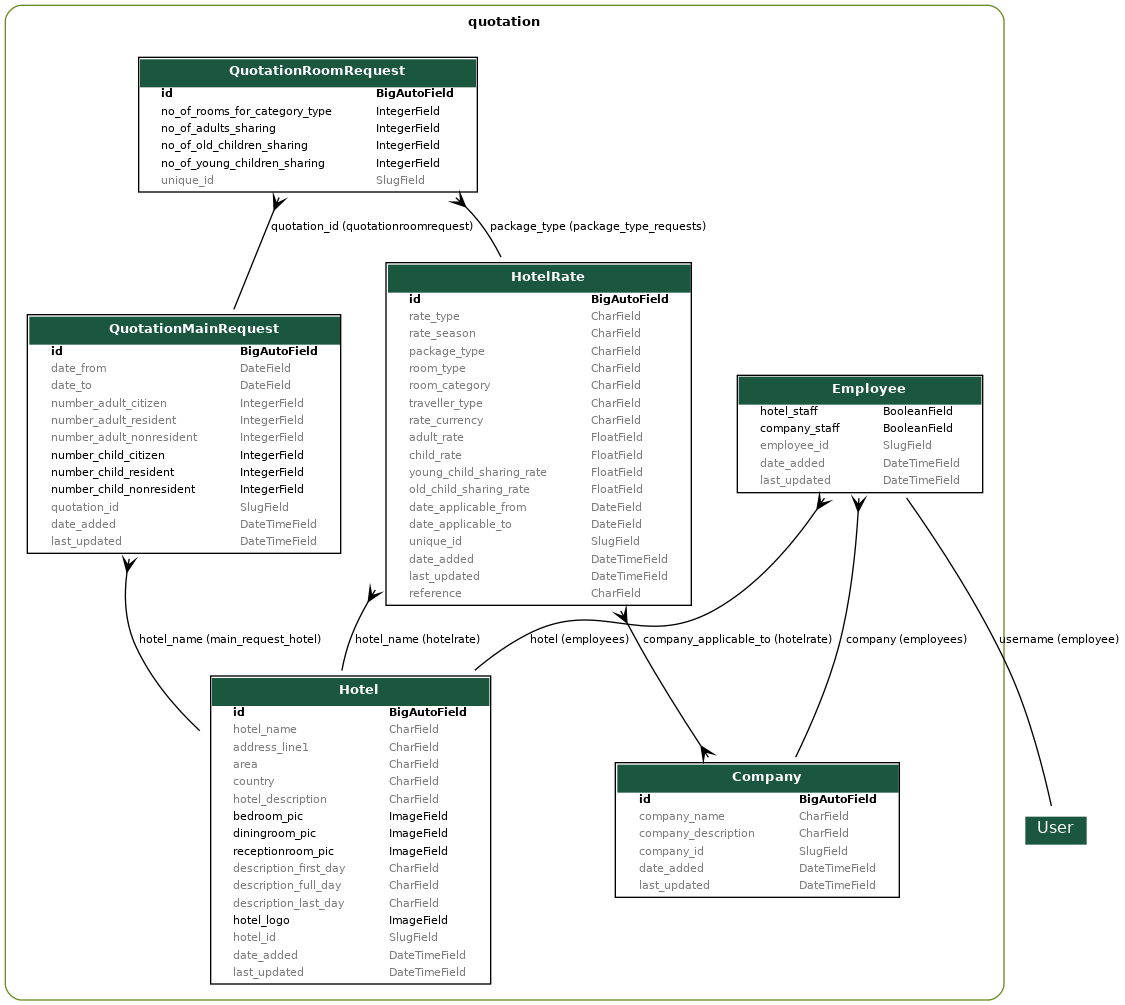 quotation
QuotationRoomRequest
id BigAutoField
no_of_rooms_for_category_type IntegerField
no_of_adults_sharing IntegerField
no_of_old_children_sharing IntegerField
no_of_young_children_sharing IntegerField
unique_id SlugField
quotation_id (quotationroomrequest)
package_type (package_type_requests)
HotelRate
id BigAutoField
rate_type CharField
rate_season CharField
package_type CharField
room_type CharField
room_category CharField
traveller_type CharField
rate_currency CharField
adult_rate FloatField
child_rate FloatField
young_child_sharing_rate FloatField
old_child_sharing_rate FloatField
date_applicable_from DateField
date_applicable_to DateField
unique_id SlugField
date_added DateTimeField
last_updated DateTimeField
reference CharField
QuotationMainRequest
id BigAutoField
date_from DateField
date_to DateField
number_adult_citizen IntegerField
number_adult_resident IntegerField
number_adult_nonresident IntegerField
number_child_citizen IntegerField
number_child_resident IntegerField
number_child_nonresident IntegerField
quotation_id SlugField
date_added DateTimeField
last_updated DateTimeField
Employee
hotel_staff BooleanField
company_staff BooleanField
employee_id SlugField
date_added DateTimeField
last_updated DateTimeField
hotel_name (main_request_hotel)
hotel_name (hotelrate)
hotel (employees)
company_applicable_to (hotelrate)
company (employees)
username (employee)
Hotel
id BigAutoField
hotel_name CharField
address_line1 CharField
area CharField
country CharField
hotel_description CharField
bedroom_pic ImageField
diningroom_pic ImageField
receptionroom_pic ImageField
description_first_day CharField
description_full_day CharField
description_last_day CharField
hotel_logo ImageField
hotel_id SlugField
date_added DateTimeField
last_updated DateTimeField
Company
id BigAutoField
company_name CharField
company_description CharField
company_id SlugField
date_added DateTimeField
last_updated DateTimeField
User